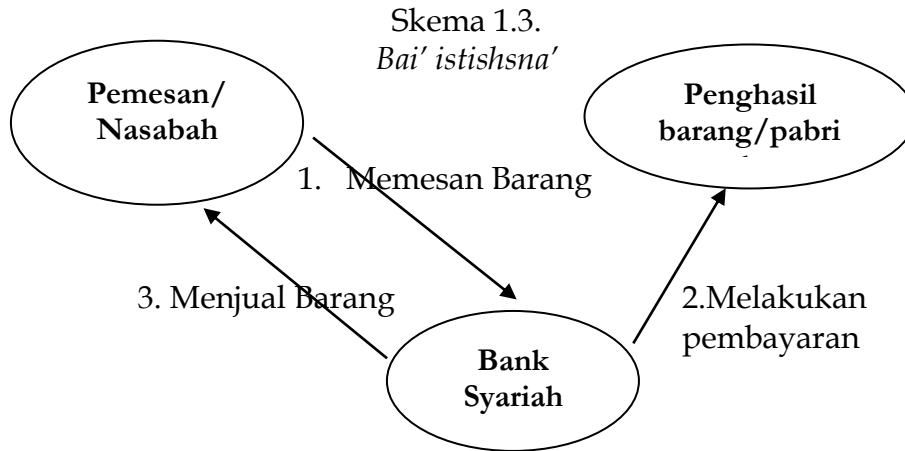 Skema 1.3.
Bai' istishsna'
Pemesan/
Nasabah
Penghasil
barang/pabri
1. Memesan Barang
3. Menjual Barang
2.Melakukan
pembayaran
Bank
Syariah